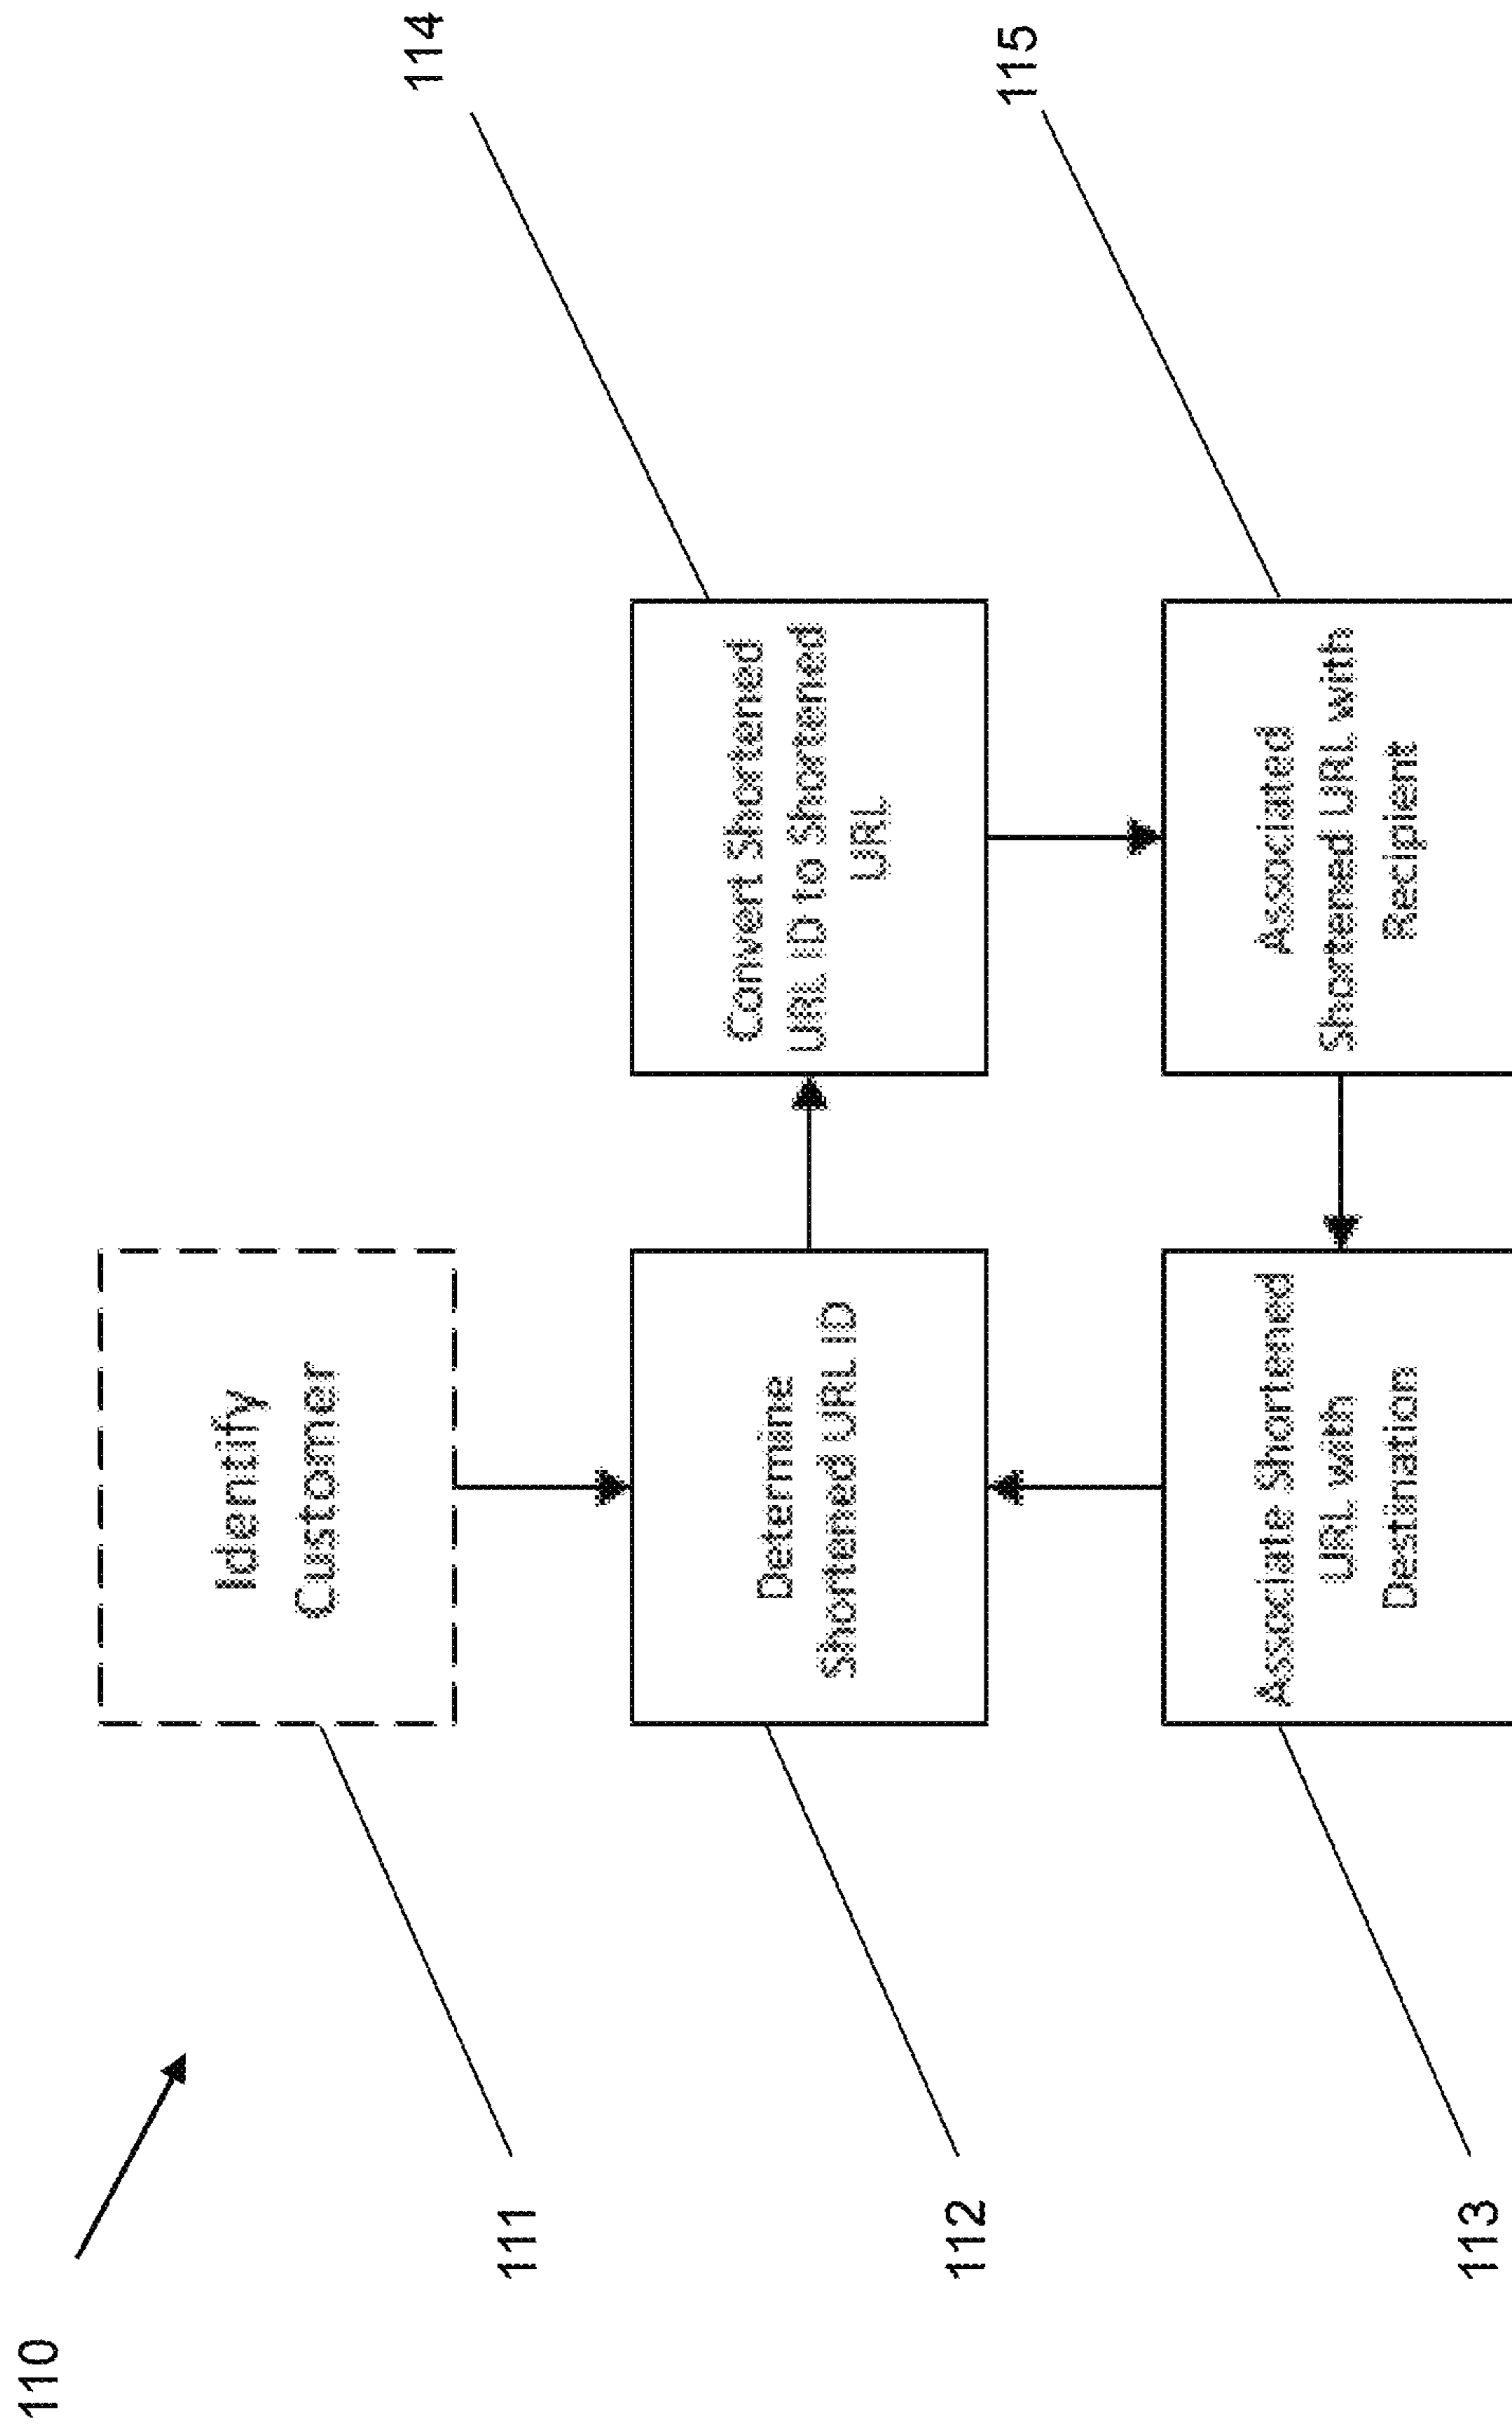 110
111
Identify
Customer
112
Determine
Shortened URL ID
114
Convert Shortened
URL ID to Shortened
URL
113
Associate Shortened
URL with
Destination
115
Associated
Shortened URL with
Recipient